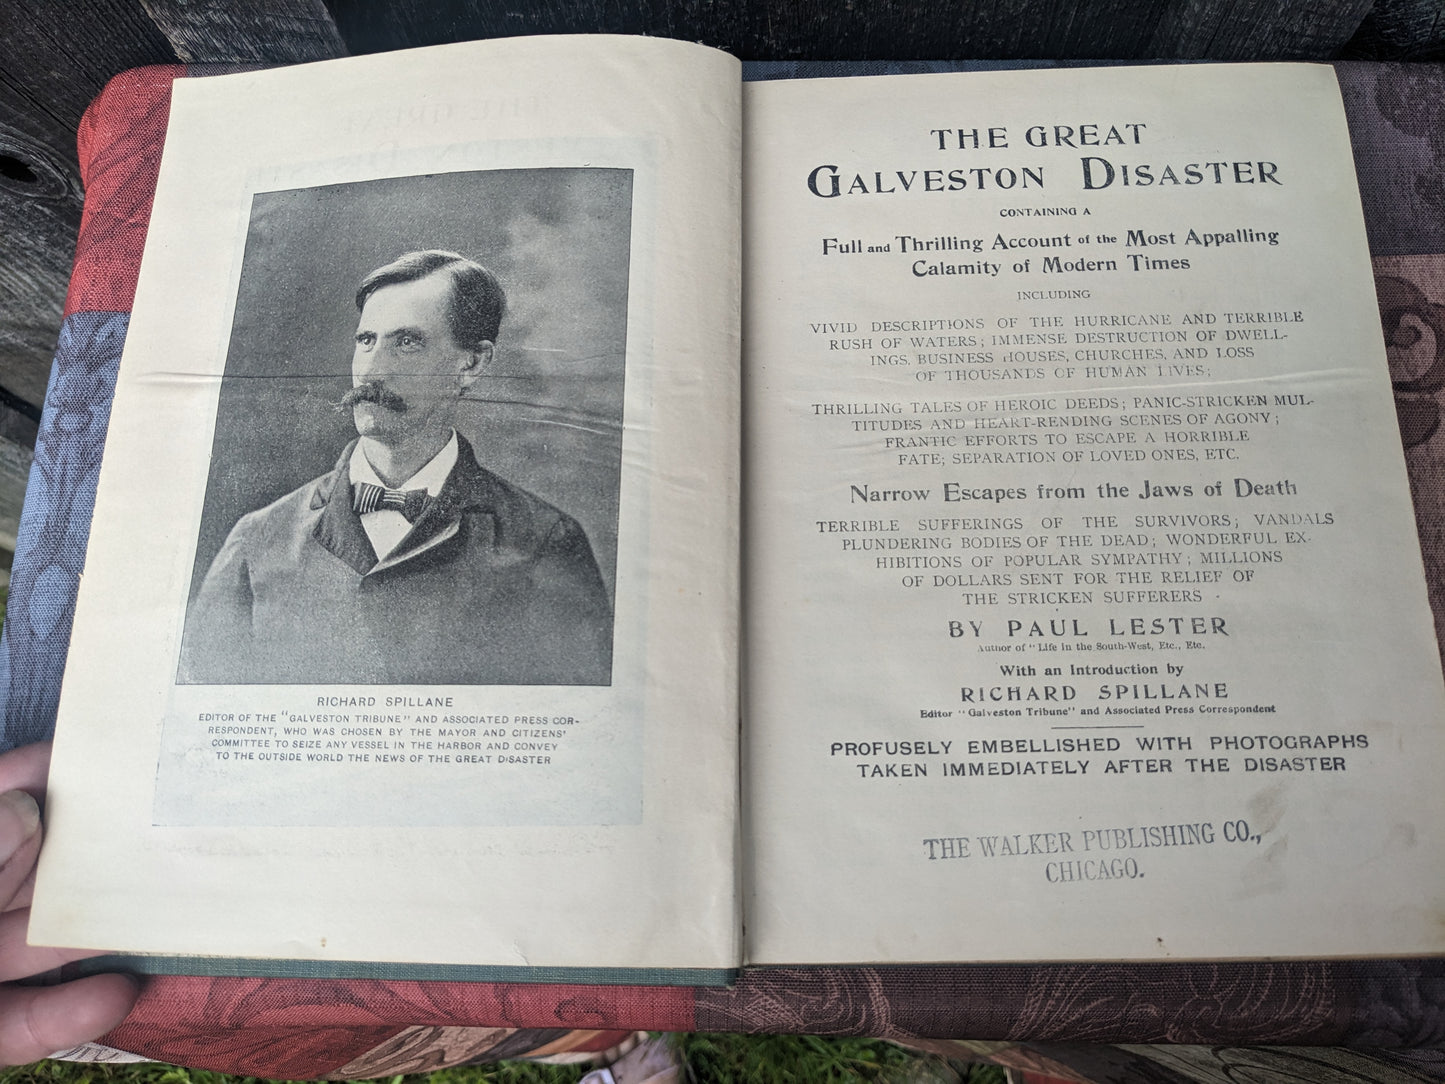 RICHARD SPILLANE
EDITOR OF THE "GALVESTON TRIBUNE" AND ASSOCIATED PRESS COR-
RESPONDENT, WHO WAS CHOSEN BY THE MAYOR AND CITIZENS'
COMMITTEE TO SEIZE ANY VESSEL IN THE HARBOR AND CONVEY
TO THE OUTSIDE WORLD THE NEWS OF THE GREAT DISASTER
THE GREAT
GALVESTON DISASTER
CONTAINING A
Full and Thrilling Account of the Most Appalling
Calamity of Modern Times
INCLUDING
VIVID DESCRIPTIONS OF THE HURRICANE AND TERRIBLE
RUSH OF WATERS; IMMENSE DESTRUCTION OF DWELL-
INGS, BUSINESS HOUSES, CHURCHES, AND LOSS
OF THOUSANDS OF HUMAN LIVES;
THRILLING TALES OF HEROIC DEEDS; PANIC-STRICKEN MUL-
TITUDES AND HEART-RENDING SCENES OF AGONY;
FRANTIC EFFORTS TO ESCAPE A HORRIBLE
FATE; SEPARATION OF LOVED ONES, ETC.
Narrow Escapes from the Jaws of Death
TERRIBLE SUFFERINGS OF THE SURVIVORS; VANDALS
PLUNDERING BODIES OF THE DEAD; WONDERFUL EX-
HIBITIONS OF POPULAR SYMPATHY; MILLIONS
OF DOLLARS SENT FOR THE RELIEF OF
THE STRICKEN SUFFERERS
BY PAUL LESTER
Author of "Life in the South-West, Etc., Etc.
With an Introduction by
RICHARD SPILLANE
Editor "Galveston Tribune" and Associated Press Correspondent
PROFUSELY EMBELLISHED WITH PHOTOGRAPHS
TAKEN IMMEDIATELY AFTER THE DISASTER
THE WALKER PUBLISHING CO.,
CHICAGO.